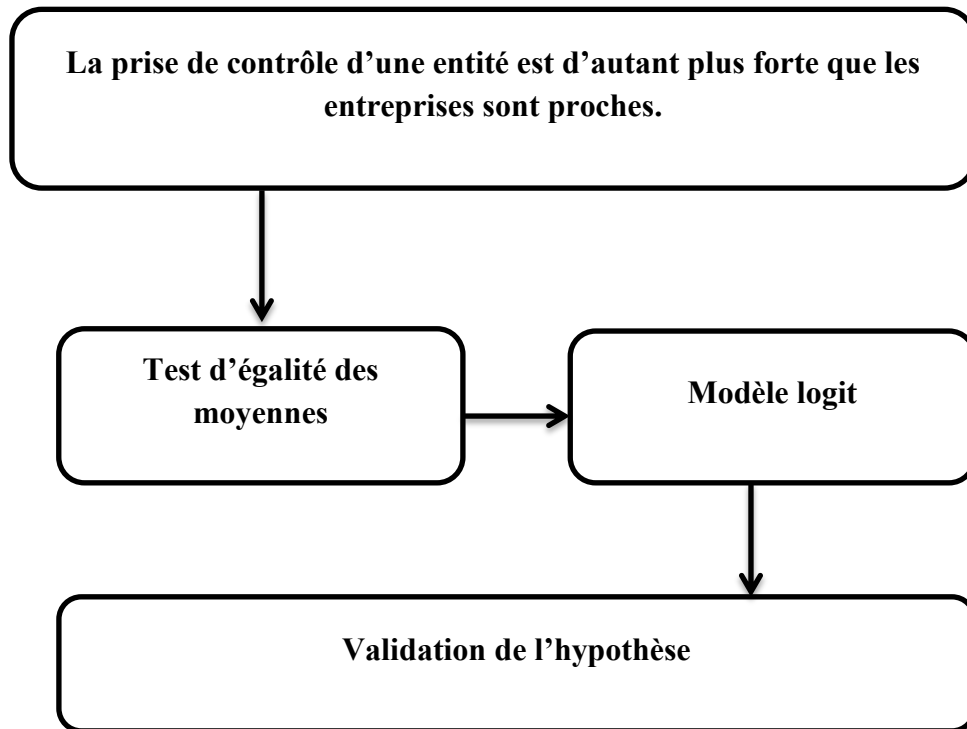 La prise de contrôle d’une entité est d’autant plus forte que les
entreprises sont proches.
Test d’égalité des
moyennes
Modèle logit
Validation de l’hypothèse